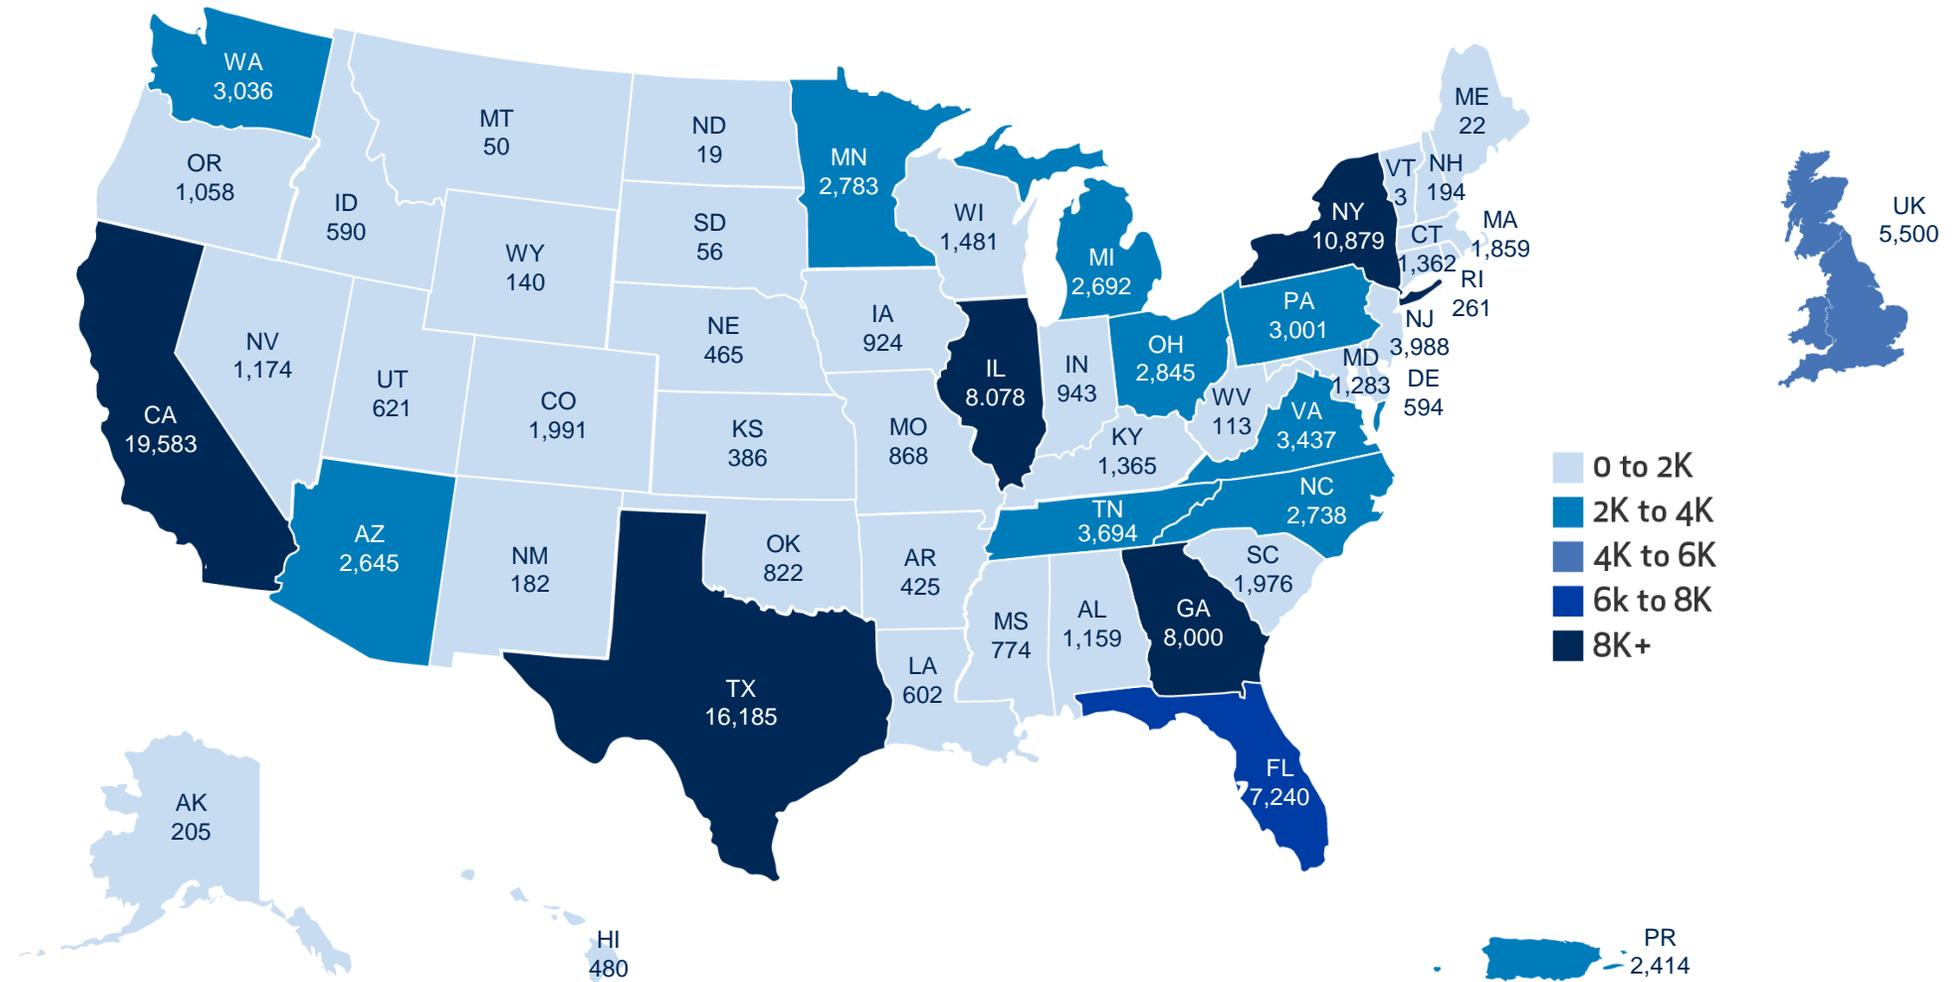 WA
3,036
OR
1,058
CA
19,583
NV
1,174
ID
590
MT
50
WY
140
UT
621
CO
1,991
AZ
2,645
NM
182
ND
19
SD
56
NE
465
KS
386
OK
822
TX
16,185
MN
2,783
IA
924
MO
868
AR
425
LA
602
WI
1,481
IL
8.078
MI
2,692
IN
943
OH
2,845
KY
1,365
TN
3,694
MS
774
AL
1,159
GA
8,000
FL
7,240
SC
1,976
NC
2,738
VA
3,437
WV
113
PA
3,001
NY
10,879
VT
3
NH
194
ME
22
MA
1,859
CT
1,362
RI
261
NJ
3,988
MD
1,283
DE
594
AK
205
HI
480
PR
2,414
UK
5,500
0 to 2K
2K to 4K
4K to 6K
6k to 8K
8K+